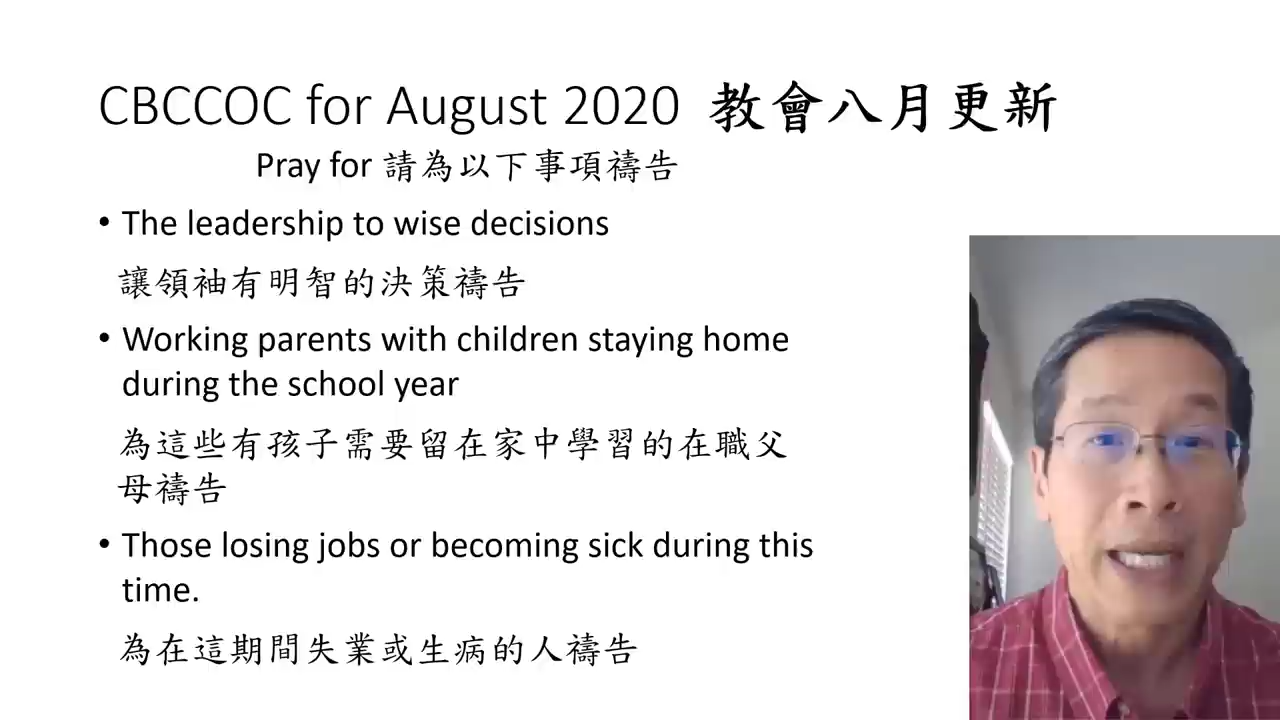 CBCCOC for August 2020 教會八月更新
Pray for 請為以下事項禱告
• The leadership to wise decisions
讓領袖有明智的決策禱告
• Working parents with children staying home
during the school year
為這些有孩子需要留在家中學習的在職父
母禱告
• Those losing jobs or becoming sick during this
time.
為在這期間失業或生病的人禱告